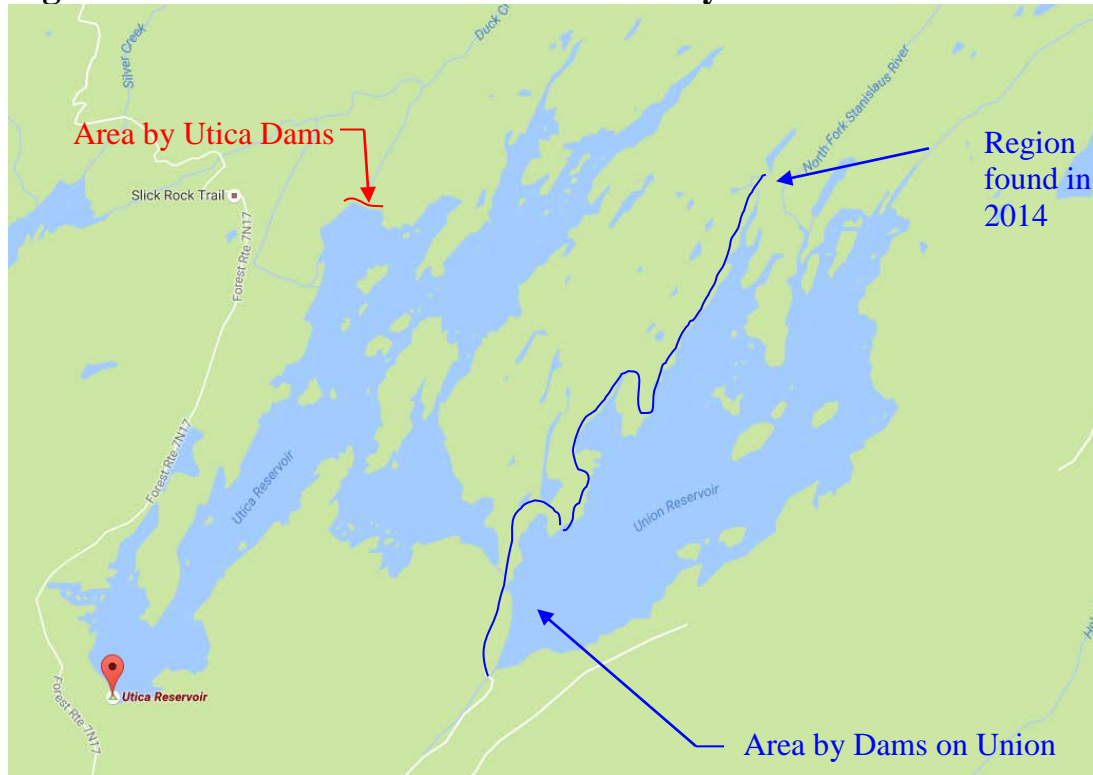 Silver Creek
Duck C
North Fork Stanislaus River
Area by Utica Dams
Region
found in
2014
Slick Rock Trail
Forest Rte 7N17
Forest Rte 7N17
Utica Reservoir
Union Reservoir
Utica Reservoir
Forest Rte 7N17
Area by Dams on Union